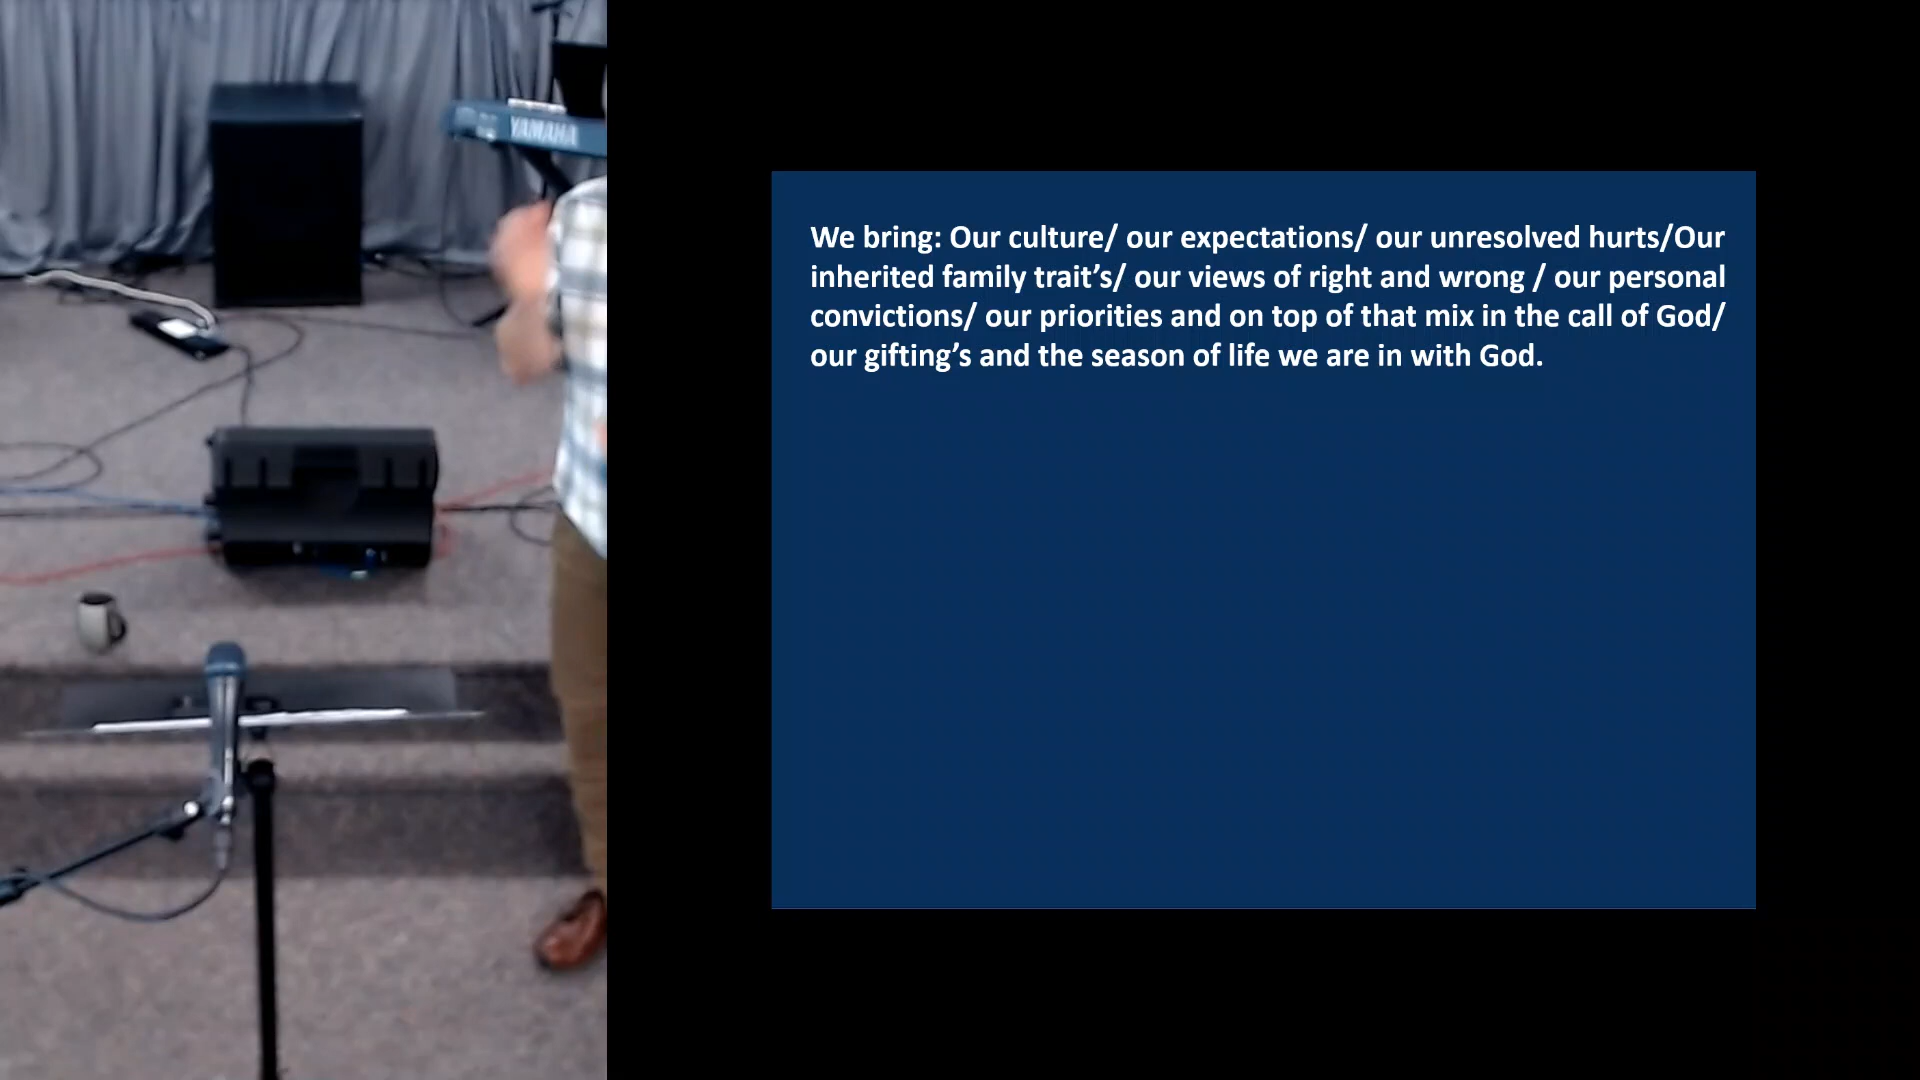 YAMAHA
We bring: Our culture/ our expectations/ our unresolved hurts/Our
inherited family trait’s/ our views of right and wrong / our personal
convictions/ our priorities and on top of that mix in the call of God/
our gifting’s and the season of life we are in with God.